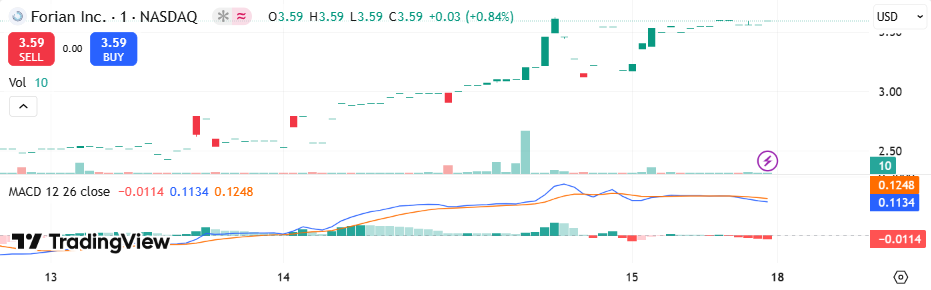 Forian Inc. · 1 · NASDAQ O3.59 H3.59 L3.59 C3.59 +0.03 (+0.84%) USD
3.59 SELL 0.00 3.59 BUY
Vol 10
3.00
2.50
10
MACD 12 26 close −0.0114 0.1134 0.1248
0.1248
0.1134
−0.0114
TradingView
13 14 15 18